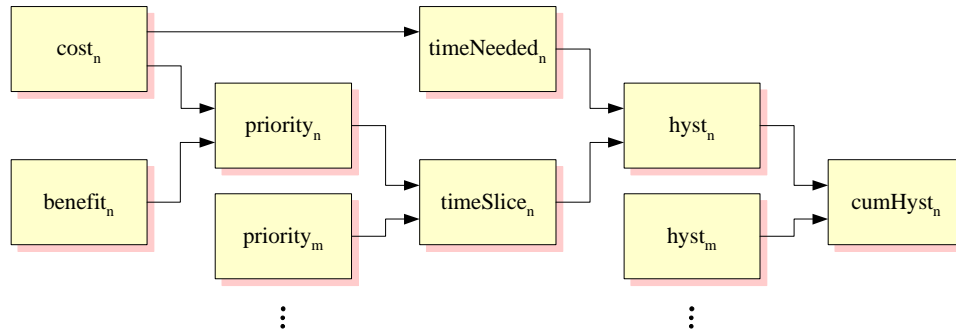 costₙ
timeNeededₙ
priorityₙ
hystₙ
benefitₙ
timeSliceₙ
cumHystₙ
priorityₘ
hystₘ
⋮
⋮